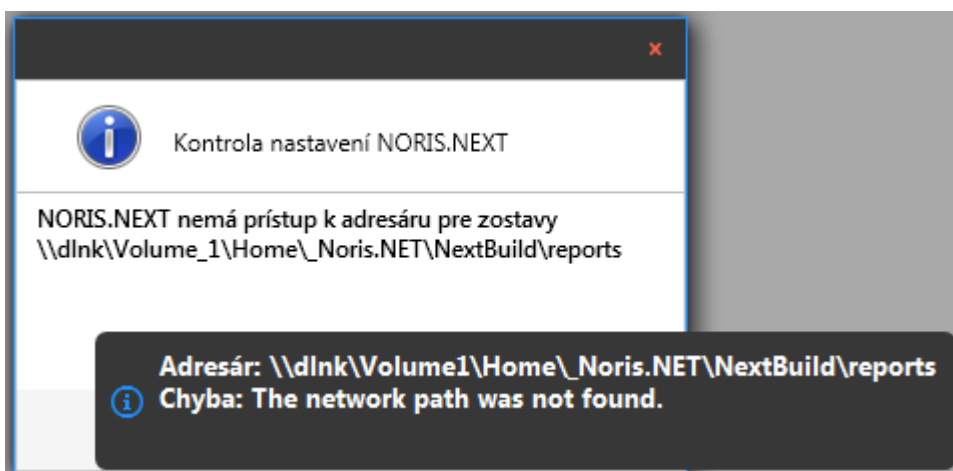 Kontrola nastavení NORIS.NEXT
NORIS.NEXT nemá prístup k adresáru pre zostavy
\\dlnk\Volume_1\Home\_Noris.NET\NextBuild\reports
Adresár: \\dlnk\Volume1\Home\_Noris.NET\NextBuild\reports
Chyba: The network path was not found.